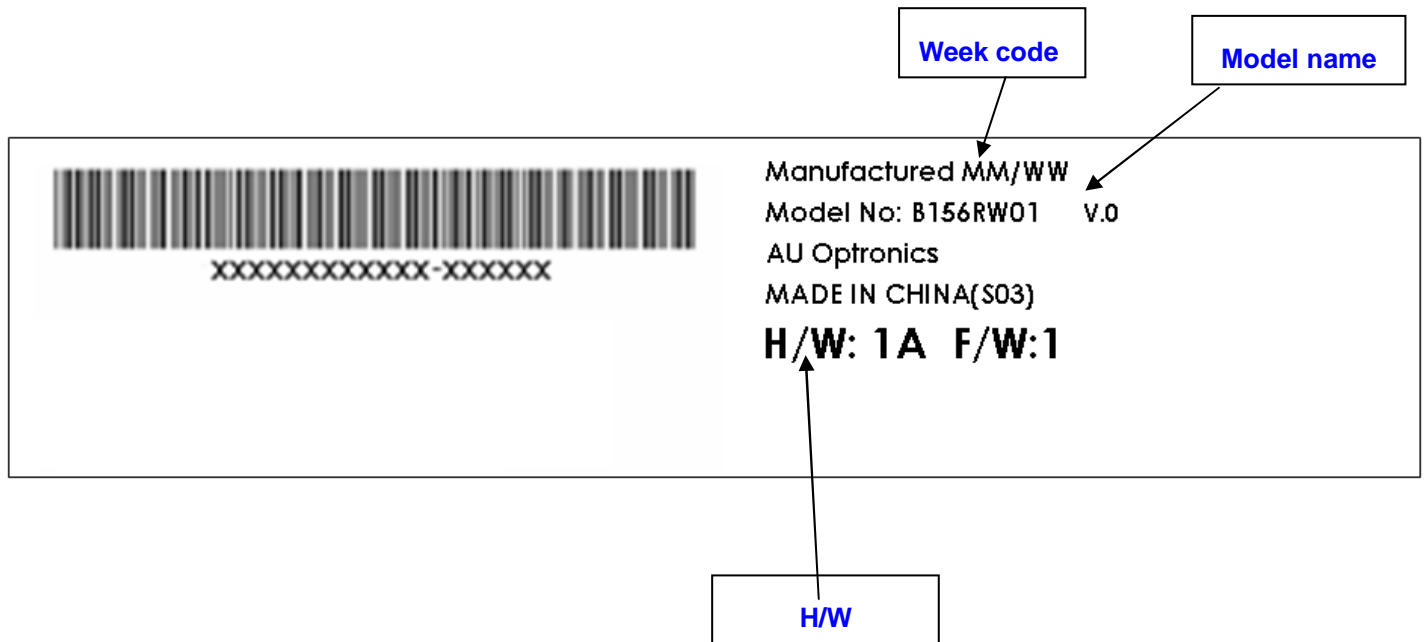 Week code
Model name
XXXXXXXXXXXX-XXXXXX
Manufactured MM/WW
Model No: B156RW01 V.0
AU Optronics
MADE IN CHINA(S03)
H/W: 1A F/W:1
H/W